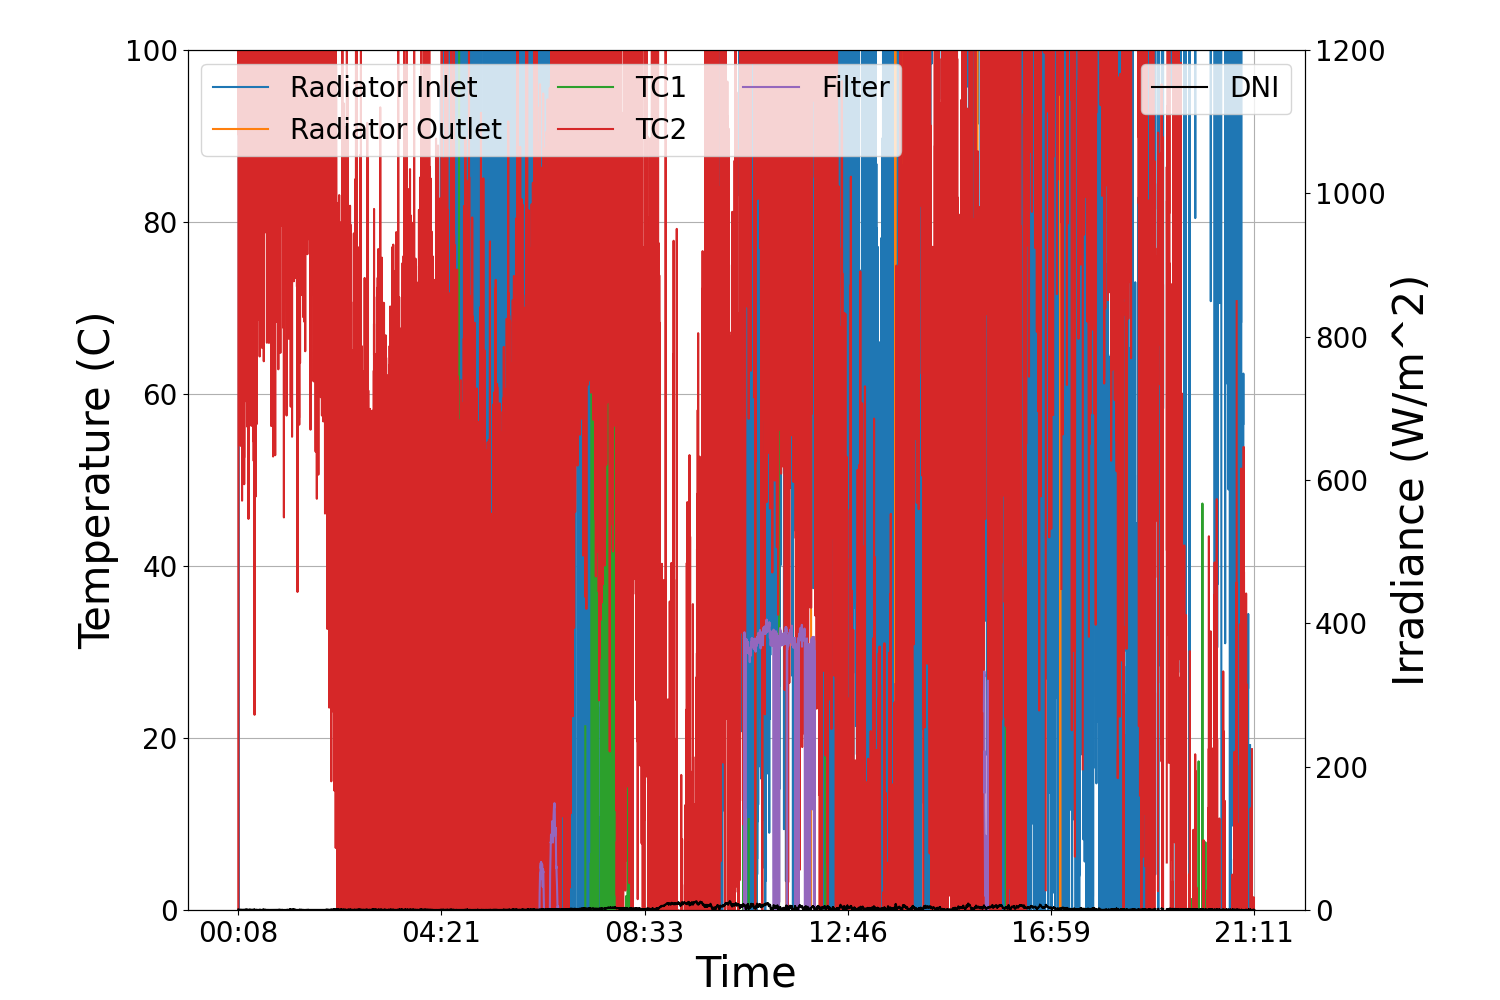 100
80
60
40
20
0
Temperature (C)
1200
1000
800
600
400
200
0
Irradiance (W/m^2)
Radiator Inlet
Radiator Outlet
TC1
TC2
Filter
DNI
00:08
04:21
08:33
12:46
16:59
21:11
Time